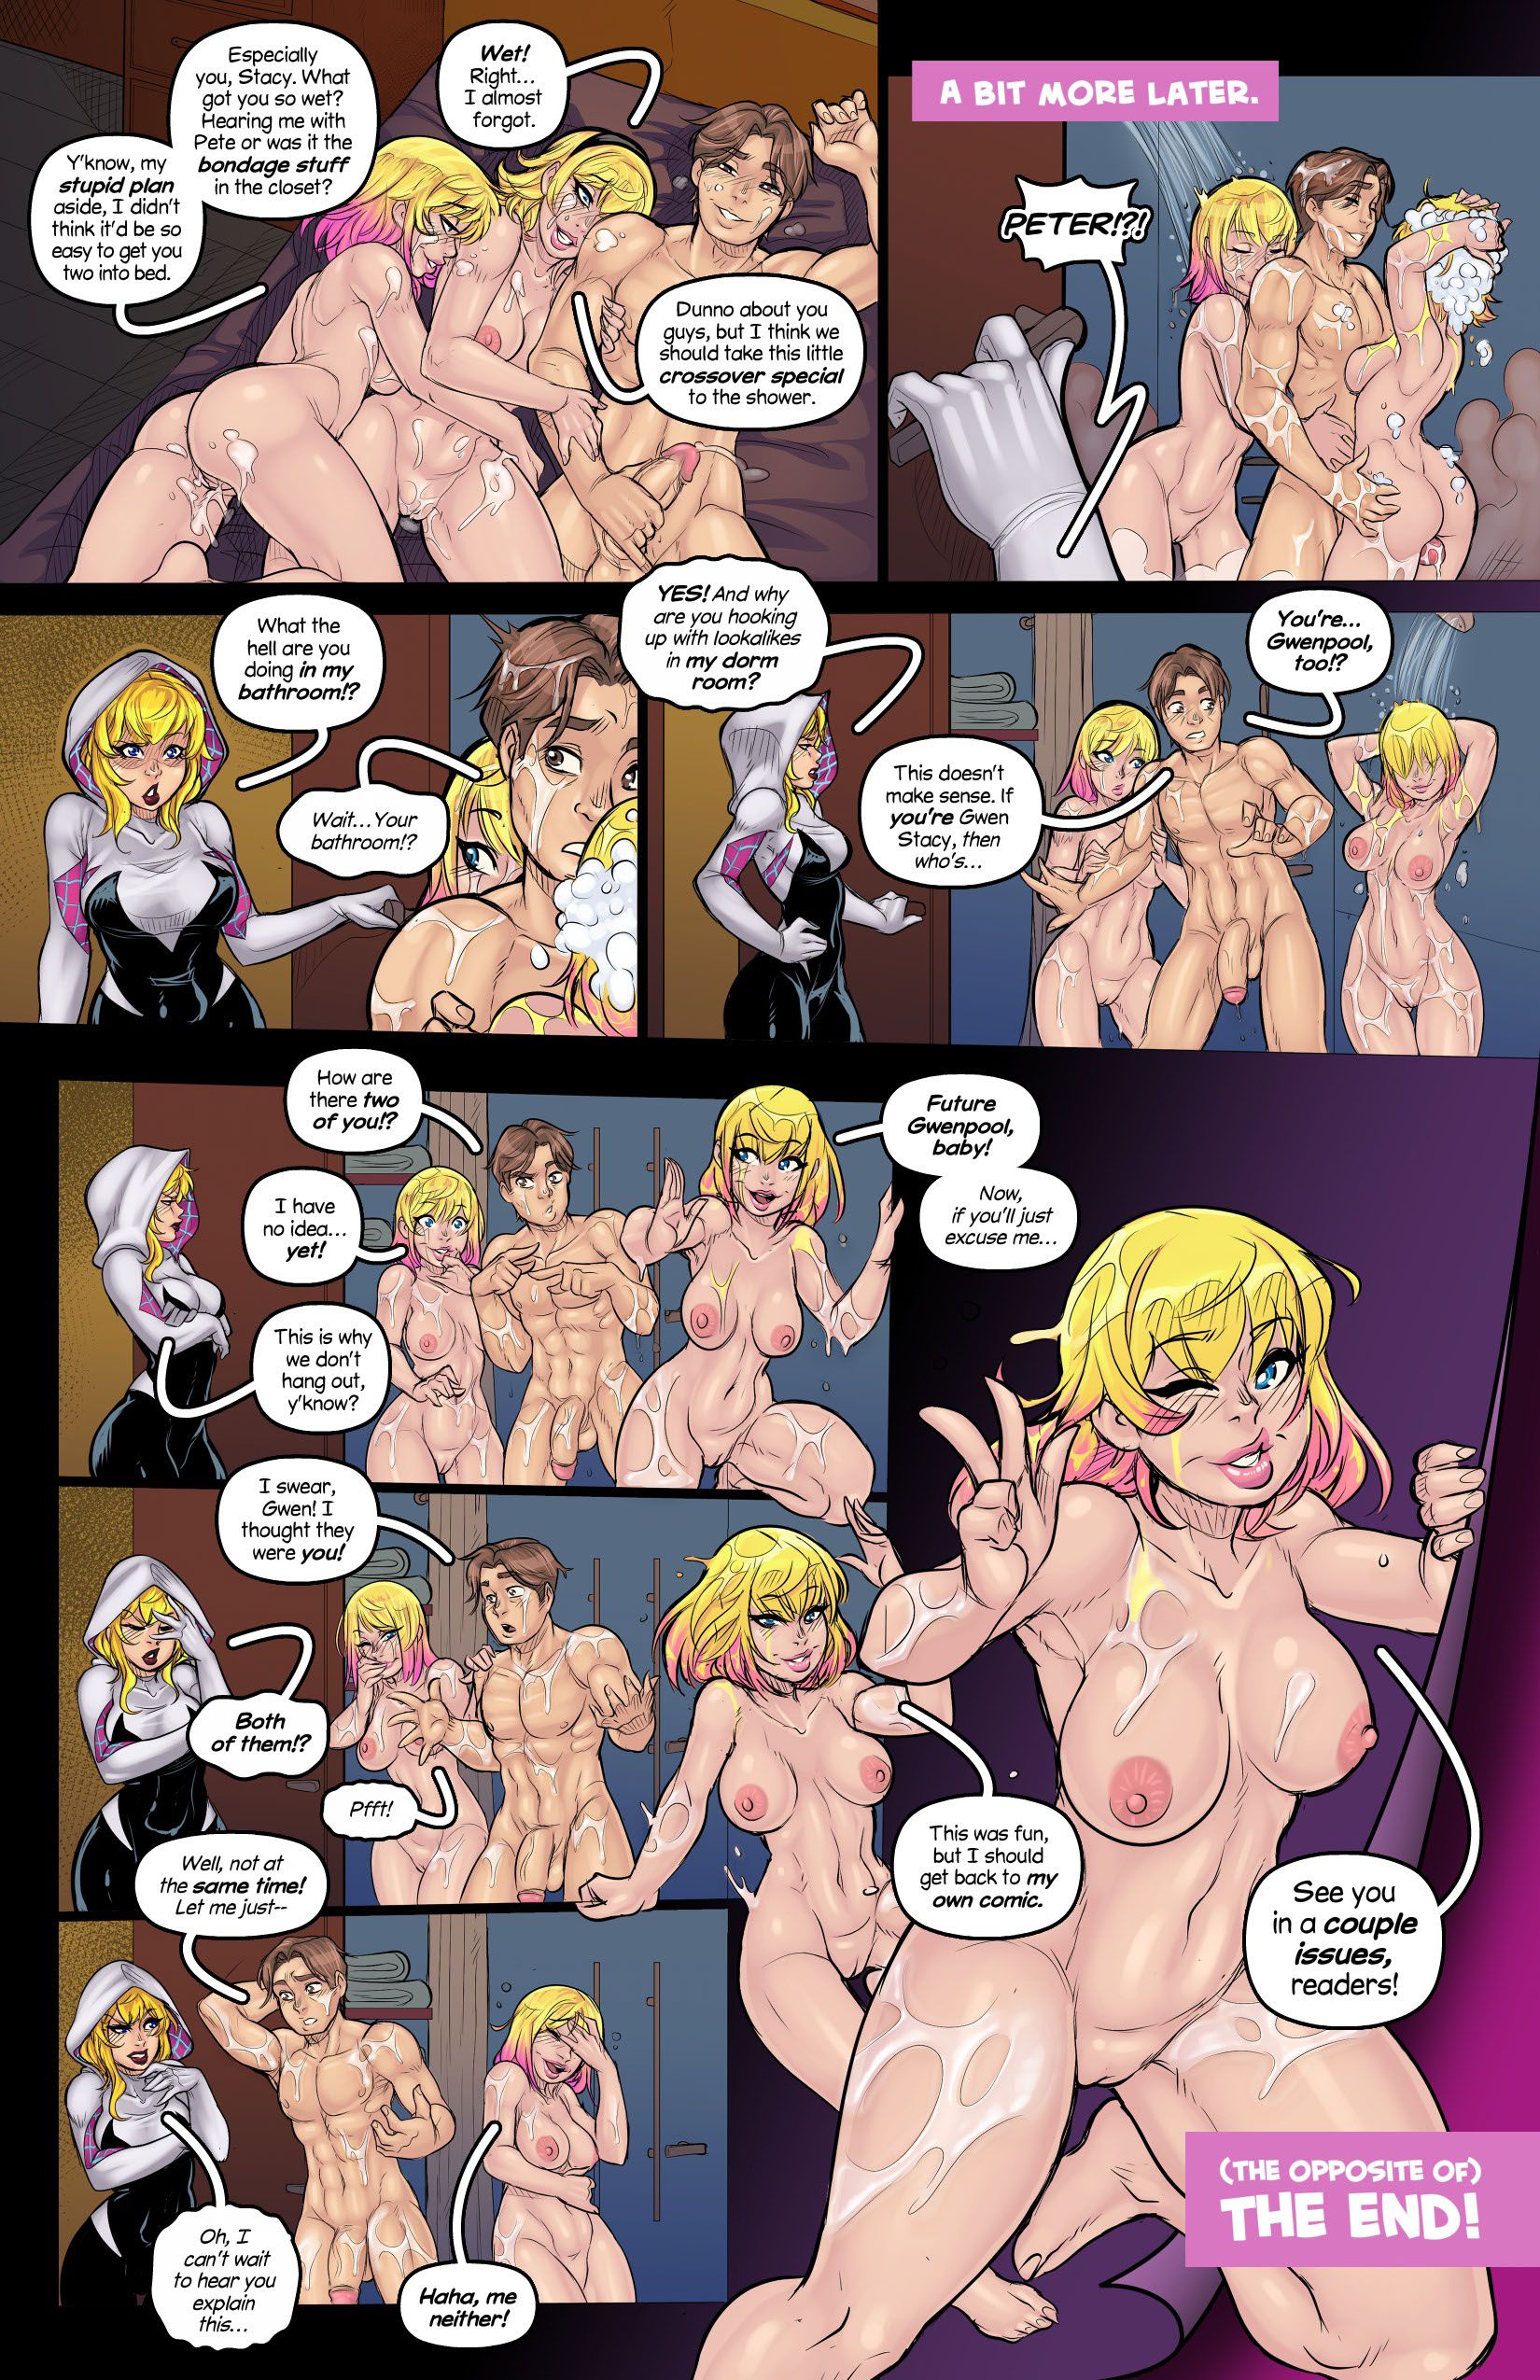 Y'know, my
stupid plan
aside, I didn't
think it'd be so
easy to get you
two into bed.
Especially
you, Stacy. What
got you so wet?
Hearing me with
Pete or was it the
bondage stuff
in the closet?
Wet!
Right...
I almost
forgot.
Dunno about you
guys, but I think we
should take this little
crossover special
to the shower.
A BIT MORE LATER.
PETER!?!
What the
hell are you
doing in my
bathroom!?
Wait...Your
bathroom!?
YES! And why
are you hooking
up with lookalikes
in my dorm
room?
This doesn't
make sense. If
you're Gwen
Stacy, then
who's...
You're...
Gwenpool,
too!?
How are
there two
of you!?
I have
no idea...
yet!
This is why
we don't
hang out,
y'know?
Future
Gwenpool,
baby!
Now,
if you'll just
excuse me...
I swear,
Gwen! I
thought they
were you!
Both
of them!?
Pfft!
This was fun,
but I should
get back to my
own comic.
See you
in a couple
issues,
readers!
Well, not at
the same time!
Let me just--
Oh, I
can't wait
to hear you
explain
this...
Haha, me
neither!
(THE OPPOSITE OF)
THE END!